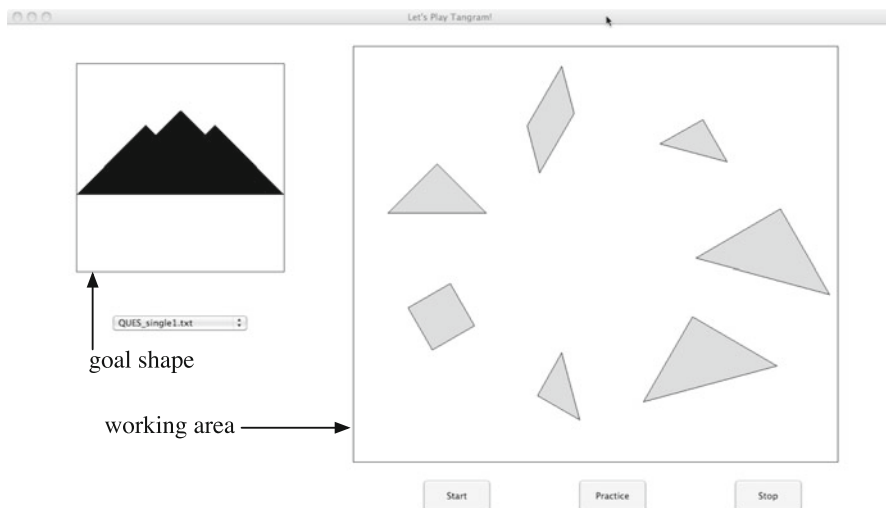 Let's Play Tangram!
QUES_single1.txt
goal shape
working area
Start
Practice
Stop